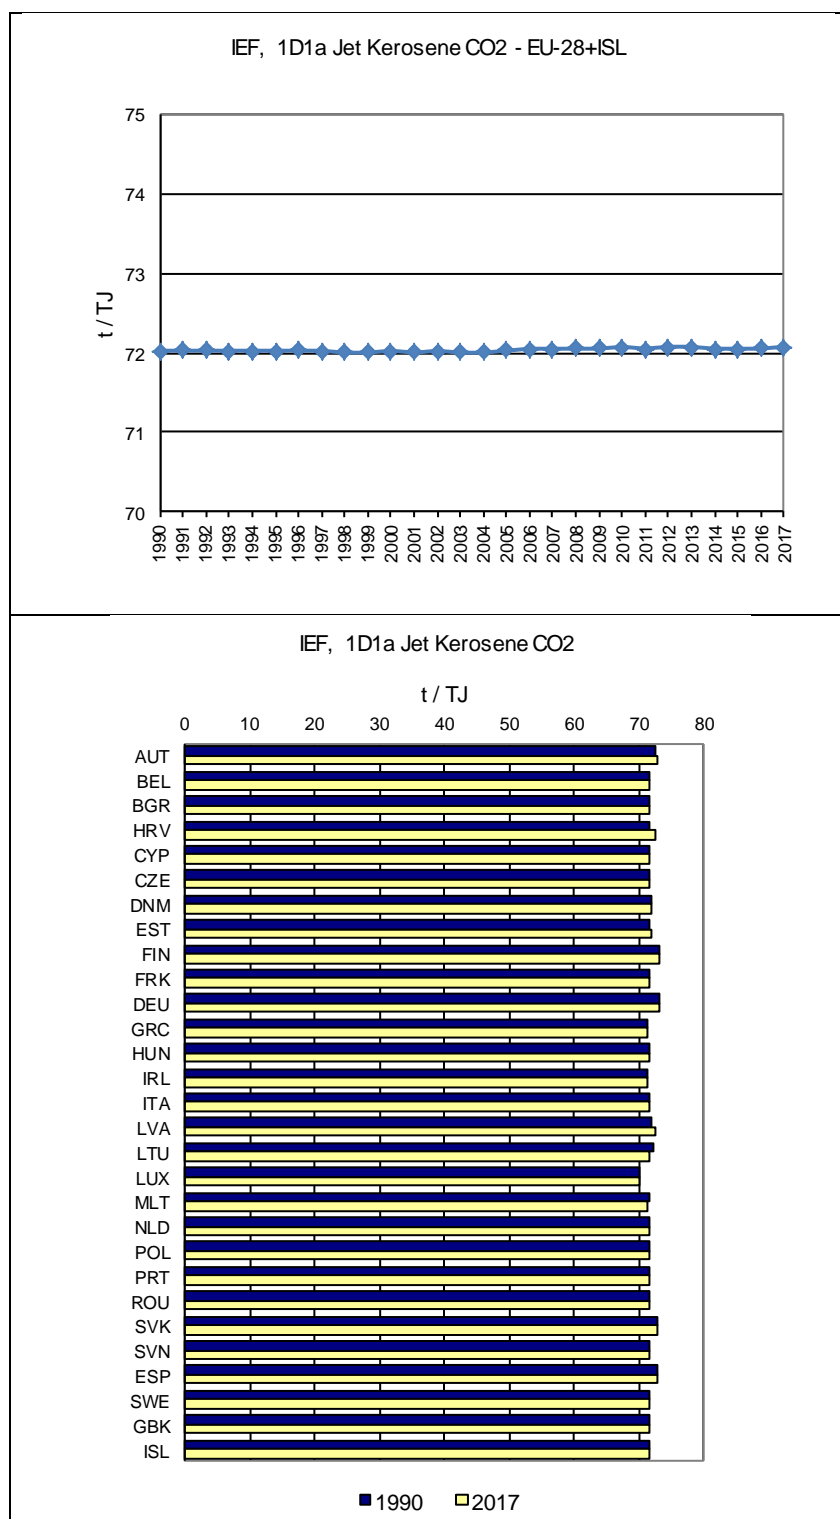 IEF, 1D1a Jet Kerosene CO2 - EU-28+ISL
75
74
73
72
71
70
t / TJ
1990 1991 1992 1993 1994 1995 1996 1997 1998 1999 2000 2001 2002 2003 2004 2005 2006 2007 2008 2009 2010 2011 2012 2013 2014 2015 2016 2017
IEF, 1D1a Jet Kerosene CO2
t / TJ
0 10 20 30 40 50 60 70 80
AUT
BEL
BGR
HRV
CYP
CZE
DNM
EST
FIN
FRK
DEU
GRC
HUN
IRL
ITA
LVA
LTU
LUX
MLT
NLD
POL
PRT
ROU
SVK
SVN
ESP
SWE
GBK
ISL
1990 2017